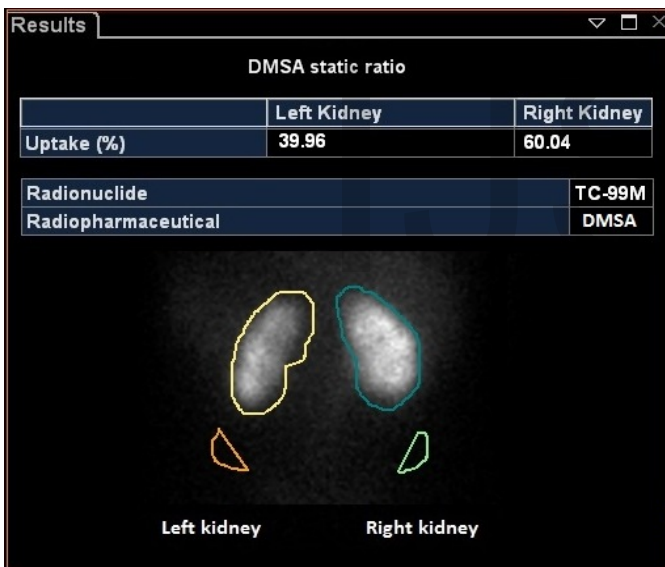 Results
DMSA static ratio
Left Kidney Right Kidney
Uptake (%) 39.96 60.04
Radionuclide TC-99M
Radiopharmaceutical DMSA
Left kidney Right kidney